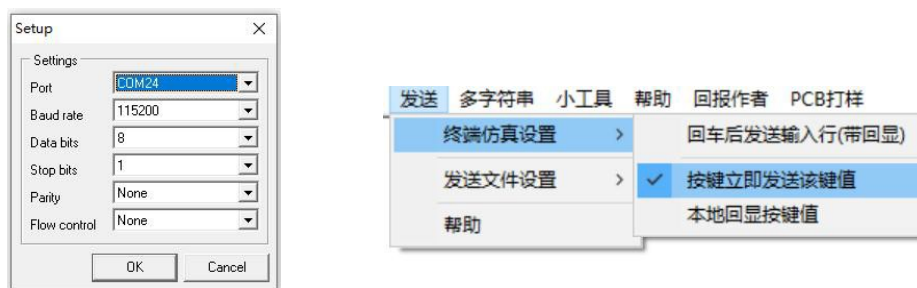 Setup
Settings
Port COM24
Baud rate 115200
Data bits 8
Stop bits 1
Parity None
Flow control None
OK Cancel
发送 多字符串 小工具 帮助 回报作者 PCB打样
终端仿真设置
发送文件设置
帮助
回车后发送输入行(带回显)
按键立即发送该键值
本地回显按键值